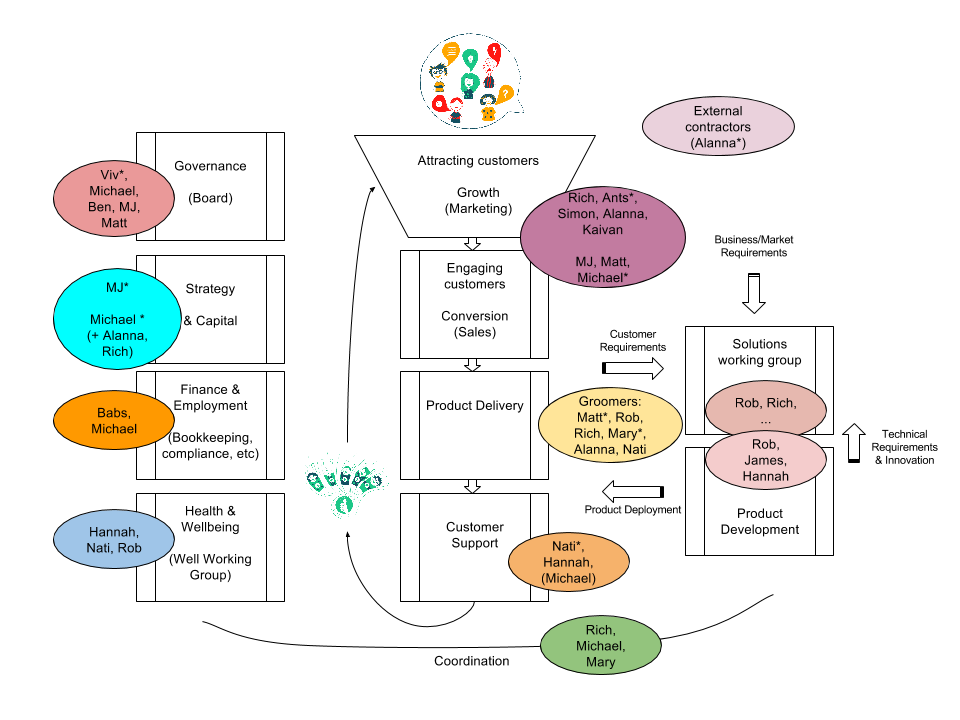 External
contractors
(Alanna*)
Attracting customers
Growth
(Marketing)
Governance
(Board)
Viv*,
Michael,
Ben, MJ,
Matt
Rich, Ants*,
Simon, Alanna,
Kaivan
MJ, Matt,
Michael*
Business/Market
Requirements
Engaging
customers
Conversion
(Sales)
MJ*
Michael *
(+ Alanna,
Rich)
Strategy
& Capital
Customer
Requirements
Solutions
working group
Rob, Rich,
...
Finance &
Employment
(Bookkeeping,
compliance, etc)
Babs,
Michael
Product Delivery
Groomers:
Matt*, Rob,
Rich, Mary*,
Alanna, Nati
Rob,
James,
Hannah
Technical
Requirements
& Innovation
Product Deployment
Product
Development
Health &
Wellbeing
(Well Working
Group)
Hannah,
Nati, Rob
Customer
Support
Nati*,
Hannah,
(Michael)
Rich,
Michael,
Mary
Coordination
?